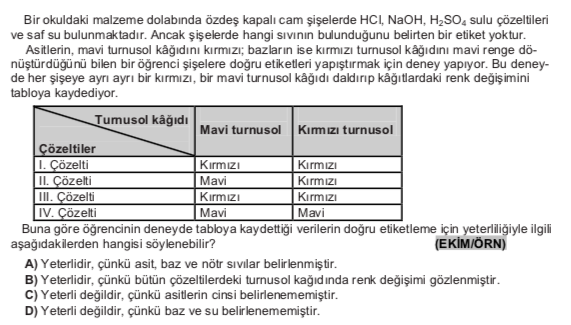 Bir okuldaki malzeme dolabında özdeş kapalı cam şişelerde HCl, NaOH, H₂SO₄ sulu çözeltileri
ve saf su bulunmaktadır. Ancak şişelerde hangi sıvının bulunduğunu belirten bir etiket yoktur.
Asitlerin, mavi turnusol kâğıdını kırmızı; bazların ise kırmızı turnusol kâğıdını mavi renge dö-
nüştürdüğünü bilen bir öğrenci şişelere doğru etiketleri yapıştırmak için deney yapıyor. Bu deney-
de her şişeye ayrı ayrı bir kırmızı, bir mavi turnusol kâğıdı daldırıp kâğıtlardaki renk değişimini
tabloya kaydediyor.
Turnusol kâğıdı Mavi turnusol Kırmızı turnusol
Çözeltiler
I. Çözelti Kırmızı Kırmızı
II. Çözelti Mavi Kırmızı
III. Çözelti Kırmızı Kırmızı
IV. Çözelti Mavi Mavi
Buna göre öğrencinin deneyde tabloya kaydettiği verilerin doğru etiketleme için yeterliğiyle ilgili
aşağıdakilerden hangisi söylenebilir? (EKİM/ÖRN)
A) Yeterlidir, çünkü asit, baz ve nötr sıvılar belirlenmiştir.
B) Yeterlidir, çünkü bütün çözeltilerdeki turnusol kağıdında renk değişimi gözlenmiştir.
C) Yeterli değildir, çünkü asitlerin cinsi belirlenememiştir.
D) Yeterli değildir, çünkü baz ve su belirlenememiştir.